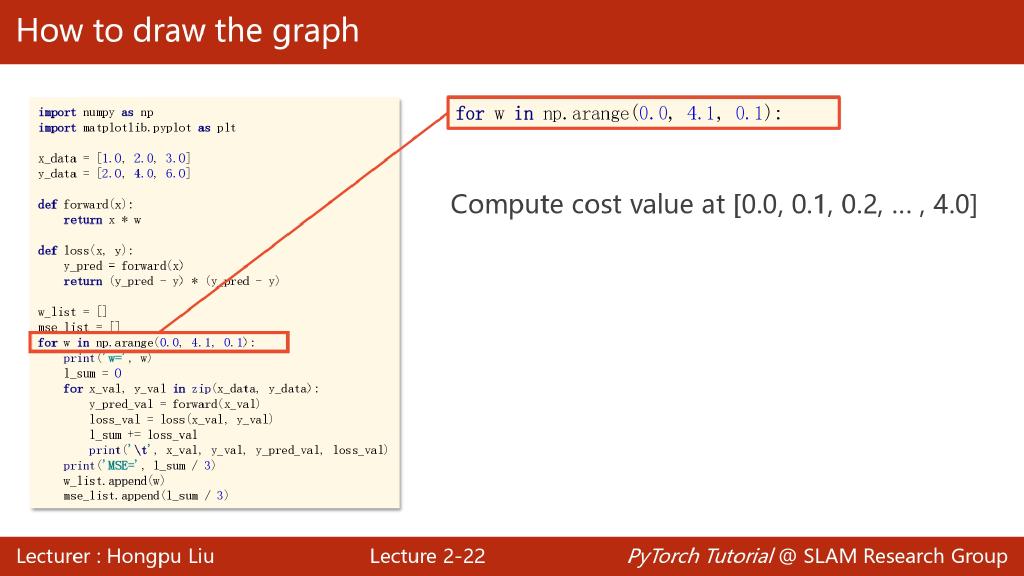 How to draw the graph
import numpy as np
import matplotlib.pyplot as plt
x_data = [1.0, 2.0, 3.0]
y_data = [2.0, 4.0, 6.0]
def forward(x):
    return x * w
def loss(x, y):
    y_pred = forward(x)
    return (y_pred - y) * (y_pred - y)
w_list = []
mse_list = []
for w in np.arange(0.0, 4.1, 0.1):
    print('w=', w)
    l_sum = 0
    for x_val, y_val in zip(x_data, y_data):
        y_pred_val = forward(x_val)
        loss_val = loss(x_val, y_val)
        l_sum += loss_val
        print('\t', x_val, y_val, y_pred_val, loss_val)
    print('MSE=', l_sum / 3)
    w_list.append(w)
    mse_list.append(l_sum / 3)
for w in np.arange(0.0, 4.1, 0.1):
Compute cost value at [0.0, 0.1, 0.2, … , 4.0]
Lecturer : Hongpu Liu
Lecture 2-22
PyTorch Tutorial @ SLAM Research Group